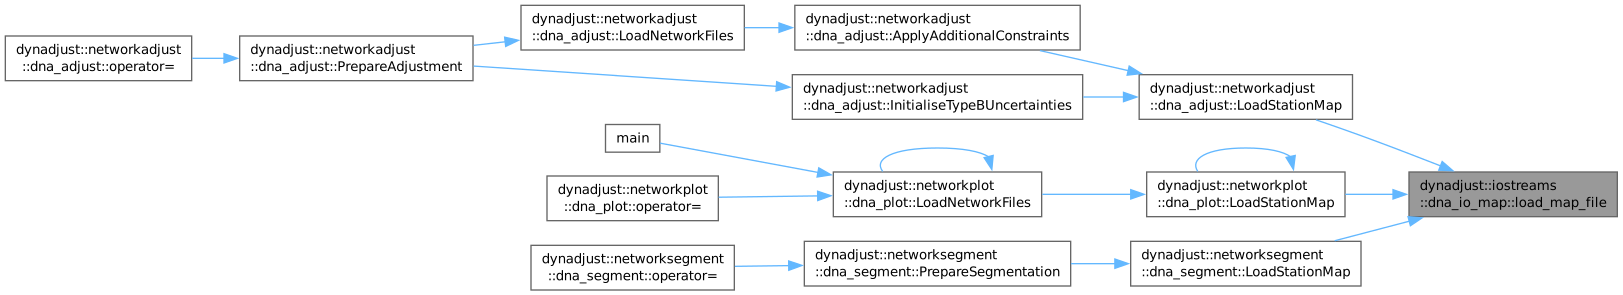 dynadjust::networkadjust
::dna_adjust::operator=
dynadjust::networkadjust
::dna_adjust::PrepareAdjustment
dynadjust::networkadjust
::dna_adjust::LoadNetworkFiles
dynadjust::networkadjust
::dna_adjust::ApplyAdditionalConstraints
dynadjust::networkadjust
::dna_adjust::InitialiseTypeBUncertainties
dynadjust::networkadjust
::dna_adjust::LoadStationMap
main
dynadjust::networkplot
::dna_plot::operator=
dynadjust::networkplot
::dna_plot::LoadNetworkFiles
dynadjust::networkplot
::dna_plot::LoadStationMap
dynadjust::iostreams
::dna_io_map::load_map_file
dynadjust::networksegment
::dna_segment::operator=
dynadjust::networksegment
::dna_segment::PrepareSegmentation
dynadjust::networksegment
::dna_segment::LoadStationMap